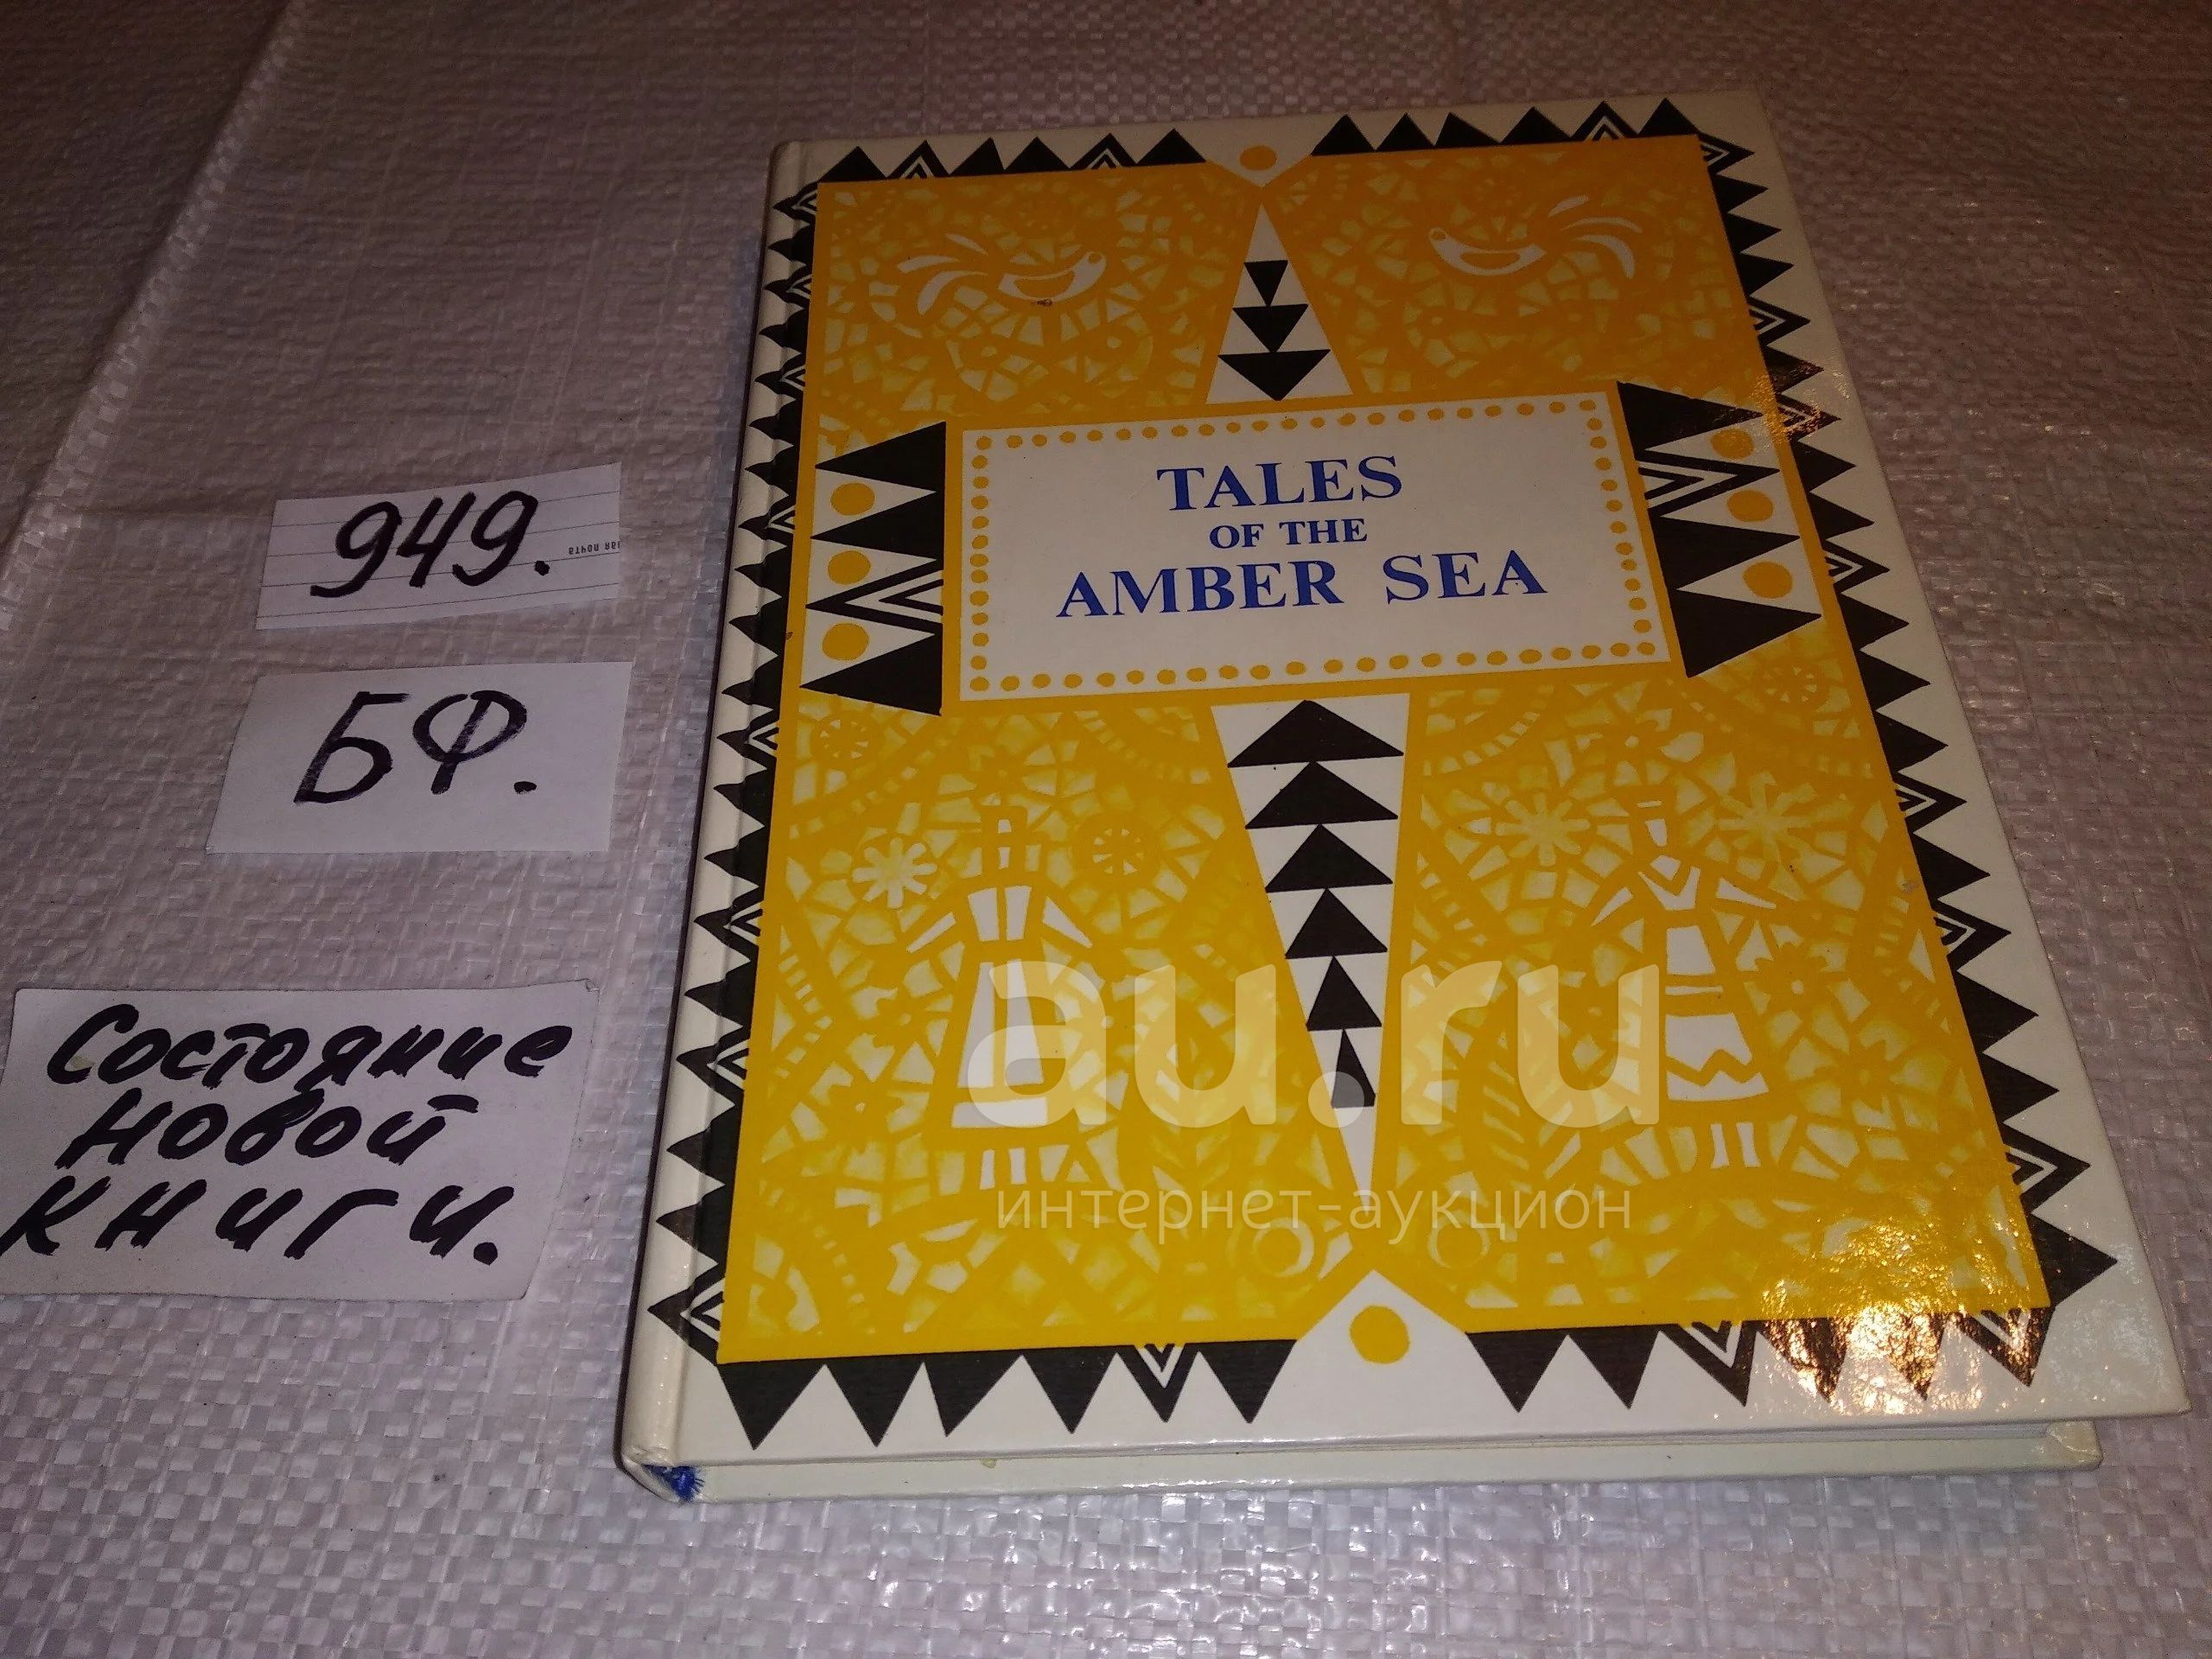 949.
БФ.
Состояние
новой
книги.
TALES
OF THE
AMBER SEA
au.ru
интернет-аукцион